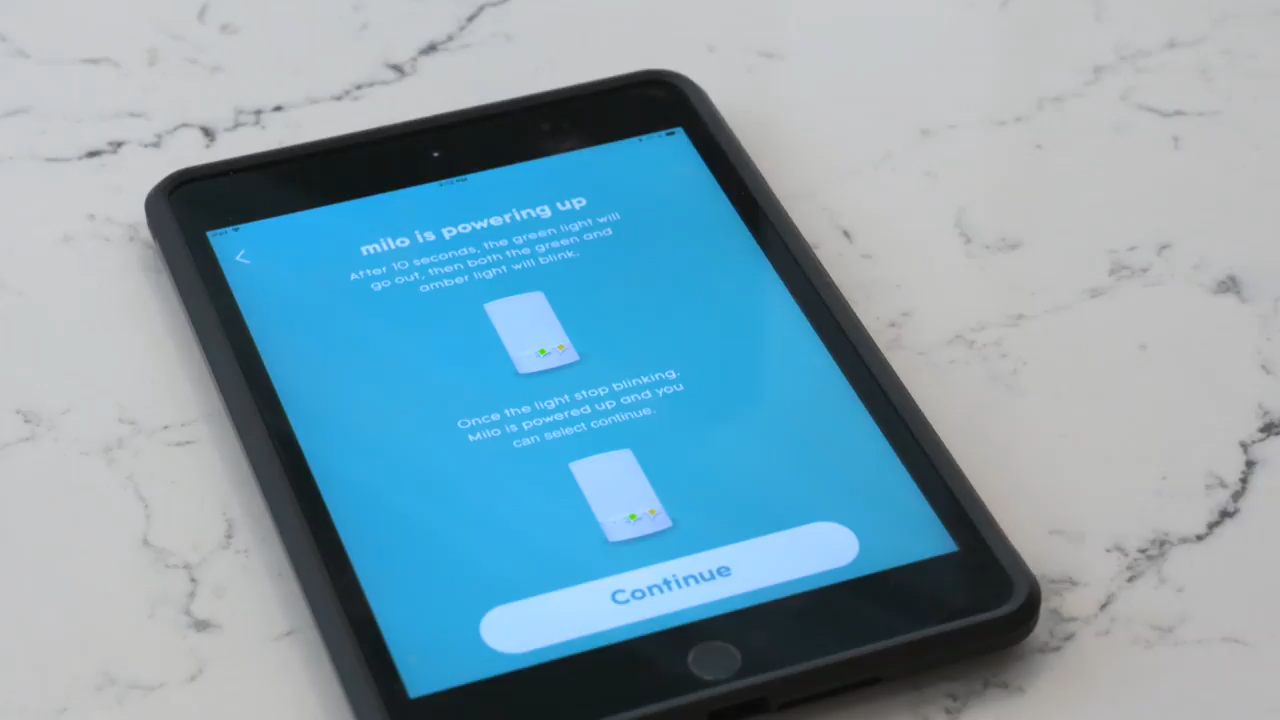 milo is powering up
After 10 seconds, the green light will
go out, then both the green and
amber light will blink.
Once the light stop blinking,
Milo is powered up and you
can select continue.
Continue